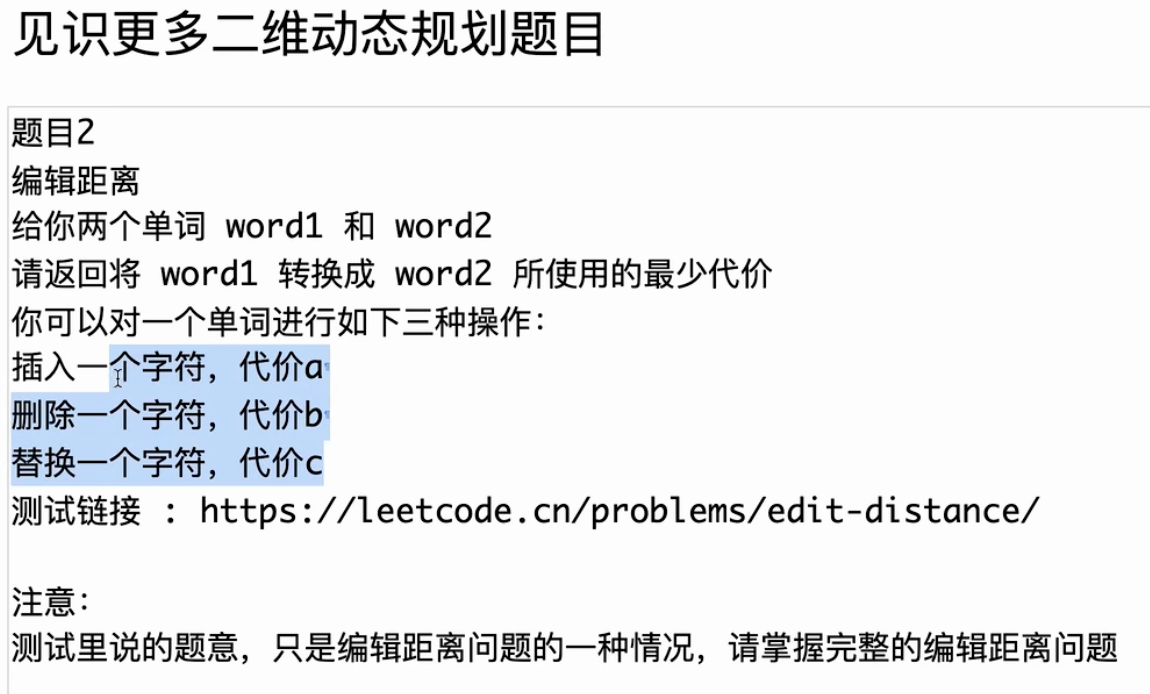 见识更多二维动态规划题目
题目2
编辑距离
给你两个单词 word1 和 word2
请返回将 word1 转换成 word2 所使用的最少代价
你可以对一个单词进行如下三种操作：
插入一个字符，代价a
删除一个字符，代价b
替换一个字符，代价c
测试链接 : https://leetcode.cn/problems/edit-distance/
注意：
测试里说的题意，只是编辑距离问题的一种情况，请掌握完整的编辑距离问题